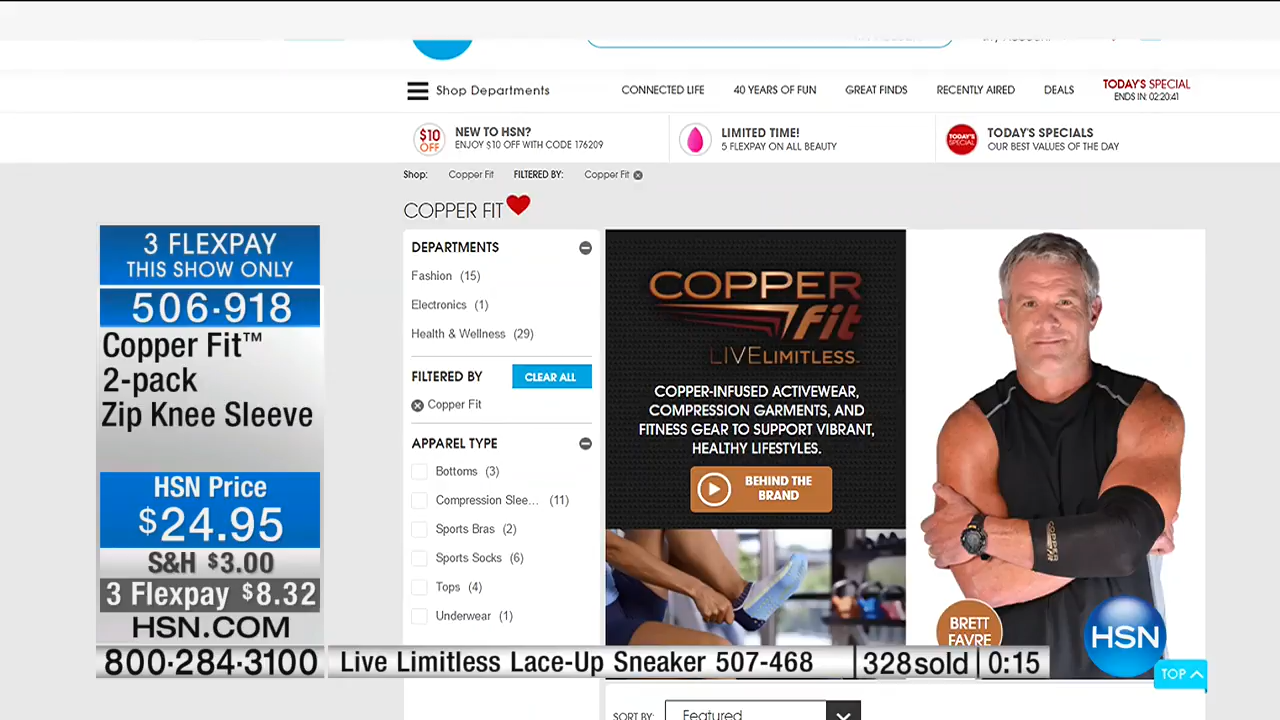 Shop Departments
CONNECTED LIFE
40 YEARS OF FUN
GREAT FINDS
RECENTLY AIRED
DEALS
TODAY'S SPECIAL
ENDS IN: 02:20:41
$10 OFF
NEW TO HSN?
ENJOY $10 OFF WITH CODE 176209
LIMITED TIME!
5 FLEXPAY ON ALL BEAUTY
TODAY'S SPECIAL
TODAY'S SPECIALS
OUR BEST VALUES OF THE DAY
Shop: Copper Fit FILTERED BY: Copper Fit
COPPER FIT
3 FLEXPAY
THIS SHOW ONLY
506-918
Copper Fit™
2-pack
Zip Knee Sleeve
HSN Price
$24.95
S&H $3.00
3 Flexpay $8.32
HSN.COM
800-284-3100
DEPARTMENTS
Fashion (15)
Electronics (1)
Health & Wellness (29)
FILTERED BY
CLEAR ALL
Copper Fit
APPAREL TYPE
Bottoms (3)
Compression Slee... (11)
Sports Bras (2)
Sports Socks (6)
Tops (4)
Underwear (1)
COPPER
fit
LIVELIMITLESS™
COPPER-INFUSED ACTIVEWEAR,
COMPRESSION GARMENTS, AND
FITNESS GEAR TO SUPPORT VIBRANT,
HEALTHY LIFESTYLES.
BEHIND THE
BRAND
COPPER
BRETT
FAVRE
HSN
Live Limitless Lace-Up Sneaker 507-468
328sold
0:15
TOP
SORT BY: Featured